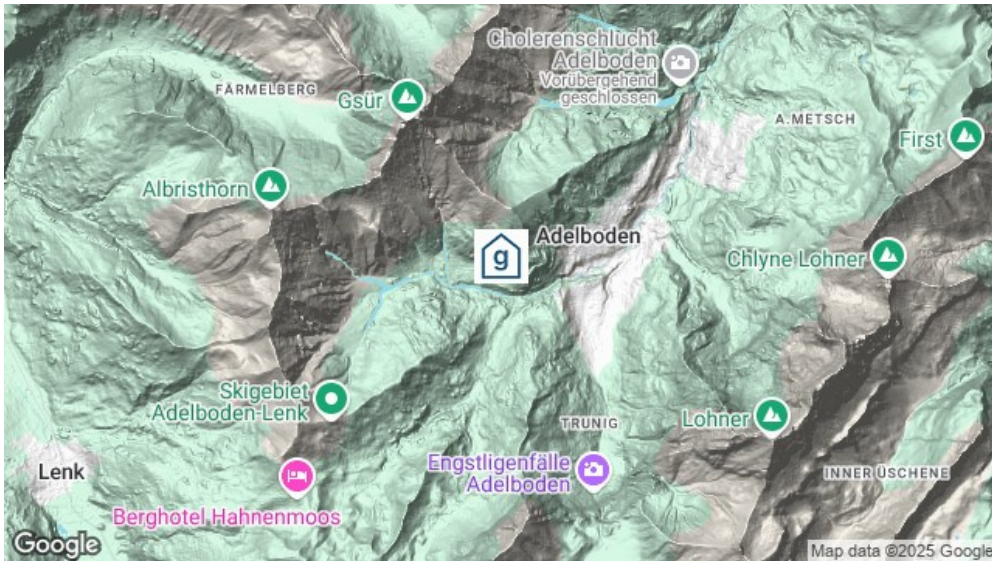 Cholerenschlucht
Adelboden
Vorübergehend
geschlossen
FÄRMELBERG
Gsür
A.METSCH
First
Albristhorn
g
Adelboden
Chlyne Lohner
Skigebiet
Adelboden-Lenk
TRUNIG
Lohner
Engstligenfälle
Adelboden
Lenk
INNER ÜSCHENE
Berghotel Hahnenmoos
Google
Map data ©2025 Google